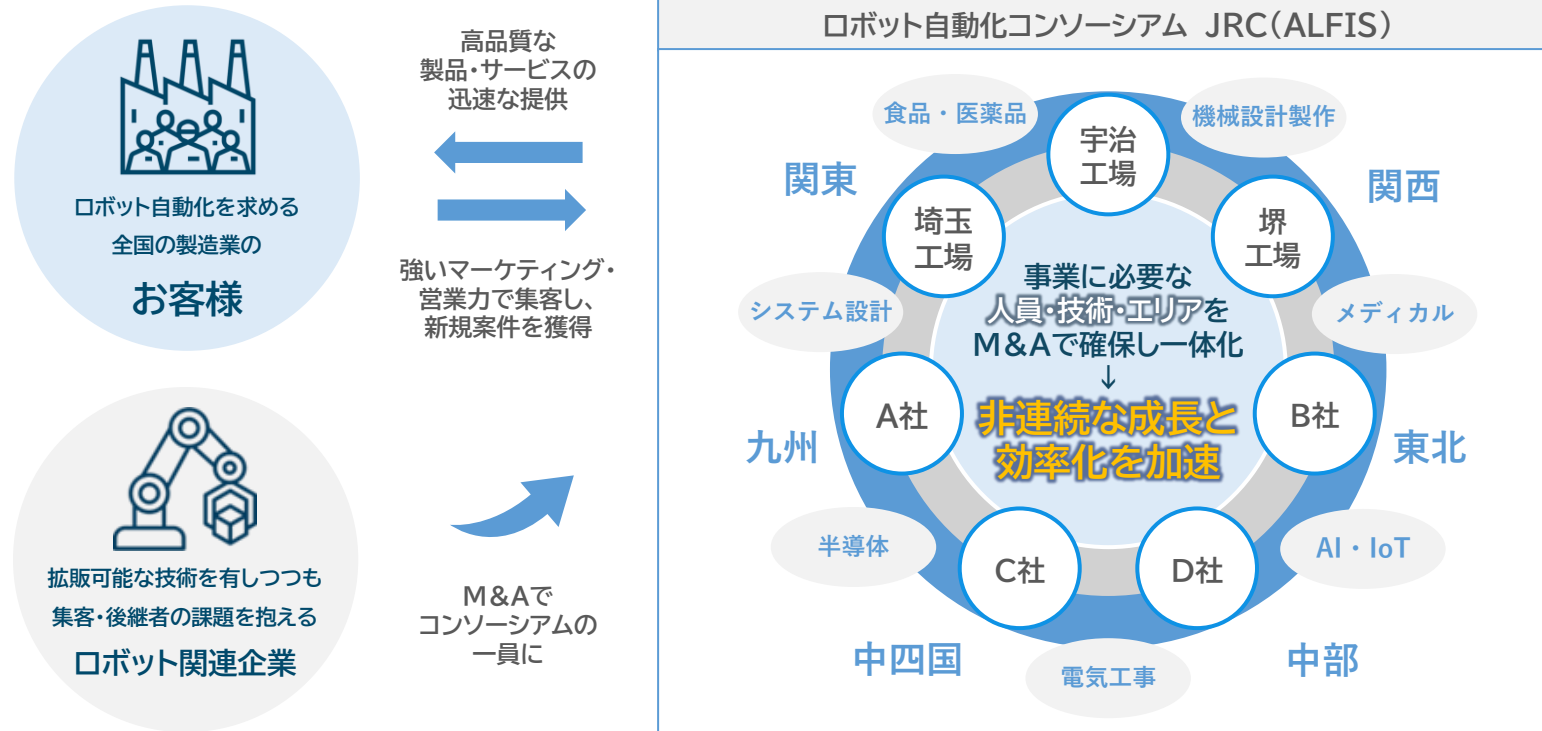 ロボット自動化を求める
全国の製造業の
お客様
高品質な
製品・サービスの
迅速な提供
強いマーケティング・
営業力で集客し、
新規案件を獲得
拡販可能な技術を有しつつも
集客・後継者の課題を抱える
ロボット関連企業
M&Aで
コンソーシアムの
一員に
ロボット自動化コンソーシアム JRC(ALFIS)
食品・医薬品
機械設計製作
宇治
工場
関東
関西
埼玉
工場
堺
工場
システム設計
メディカル
事業に必要な
人員・技術・エリアを
M&Aで確保し一体化
↓
非連続な成長と
効率化を加速
A社
B社
九州
東北
半導体
AI・IoT
C社
D社
中四国
中部
電気工事